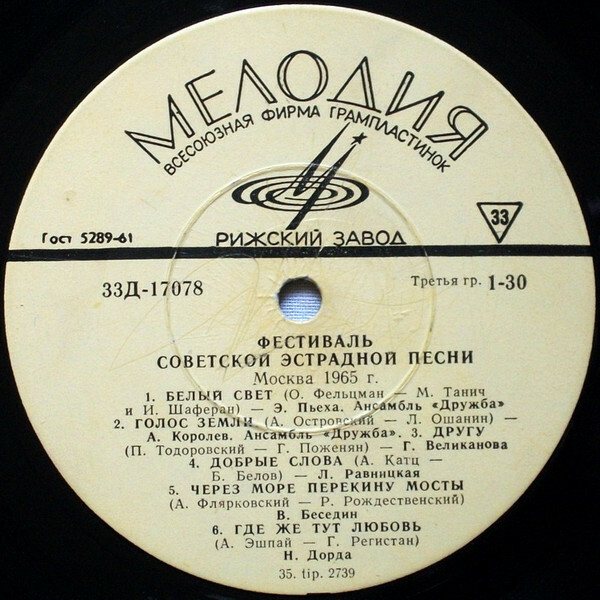 МЕЛОДИЯ
ВСЕСОЮЗНАЯ ФИРМА ГРАМПЛАСТИНОК
Гост 5289-61
РИЖСКИЙ ЗАВОД
33
33Д-17078
Третья гр. 1-30
ФЕСТИВАЛЬ
СОВЕТСКОЙ ЭСТРАДНОЙ ПЕСНИ
Москва 1965 г.
1. БЕЛЫЙ СВЕТ (О. Фельцман — М. Танич
и И. Шаферан) — Э. Пьеха. Ансамбль «Дружба»
2. ГОЛОС ЗЕМЛИ (А. Островский — Л. Ошанин) —
А. Королев. Ансамбль «Дружба». 3. ДРУГУ
(П. Тодоровский — Г. Поженян) — Г. Великанова
4. ДОБРЫЕ СЛОВА (А. Катц —
Б. Белов) — Л. Равницкая
5. ЧЕРЕЗ МОРЕ ПЕРЕКИНУ МОСТЫ
(А. Флярковский — Р. Рождественский)
В. Беседин
6. ГДЕ ЖЕ ТУТ ЛЮБОВЬ
(А. Эшпай — Г. Регистан)
Н. Дорда
35. tip. 2739